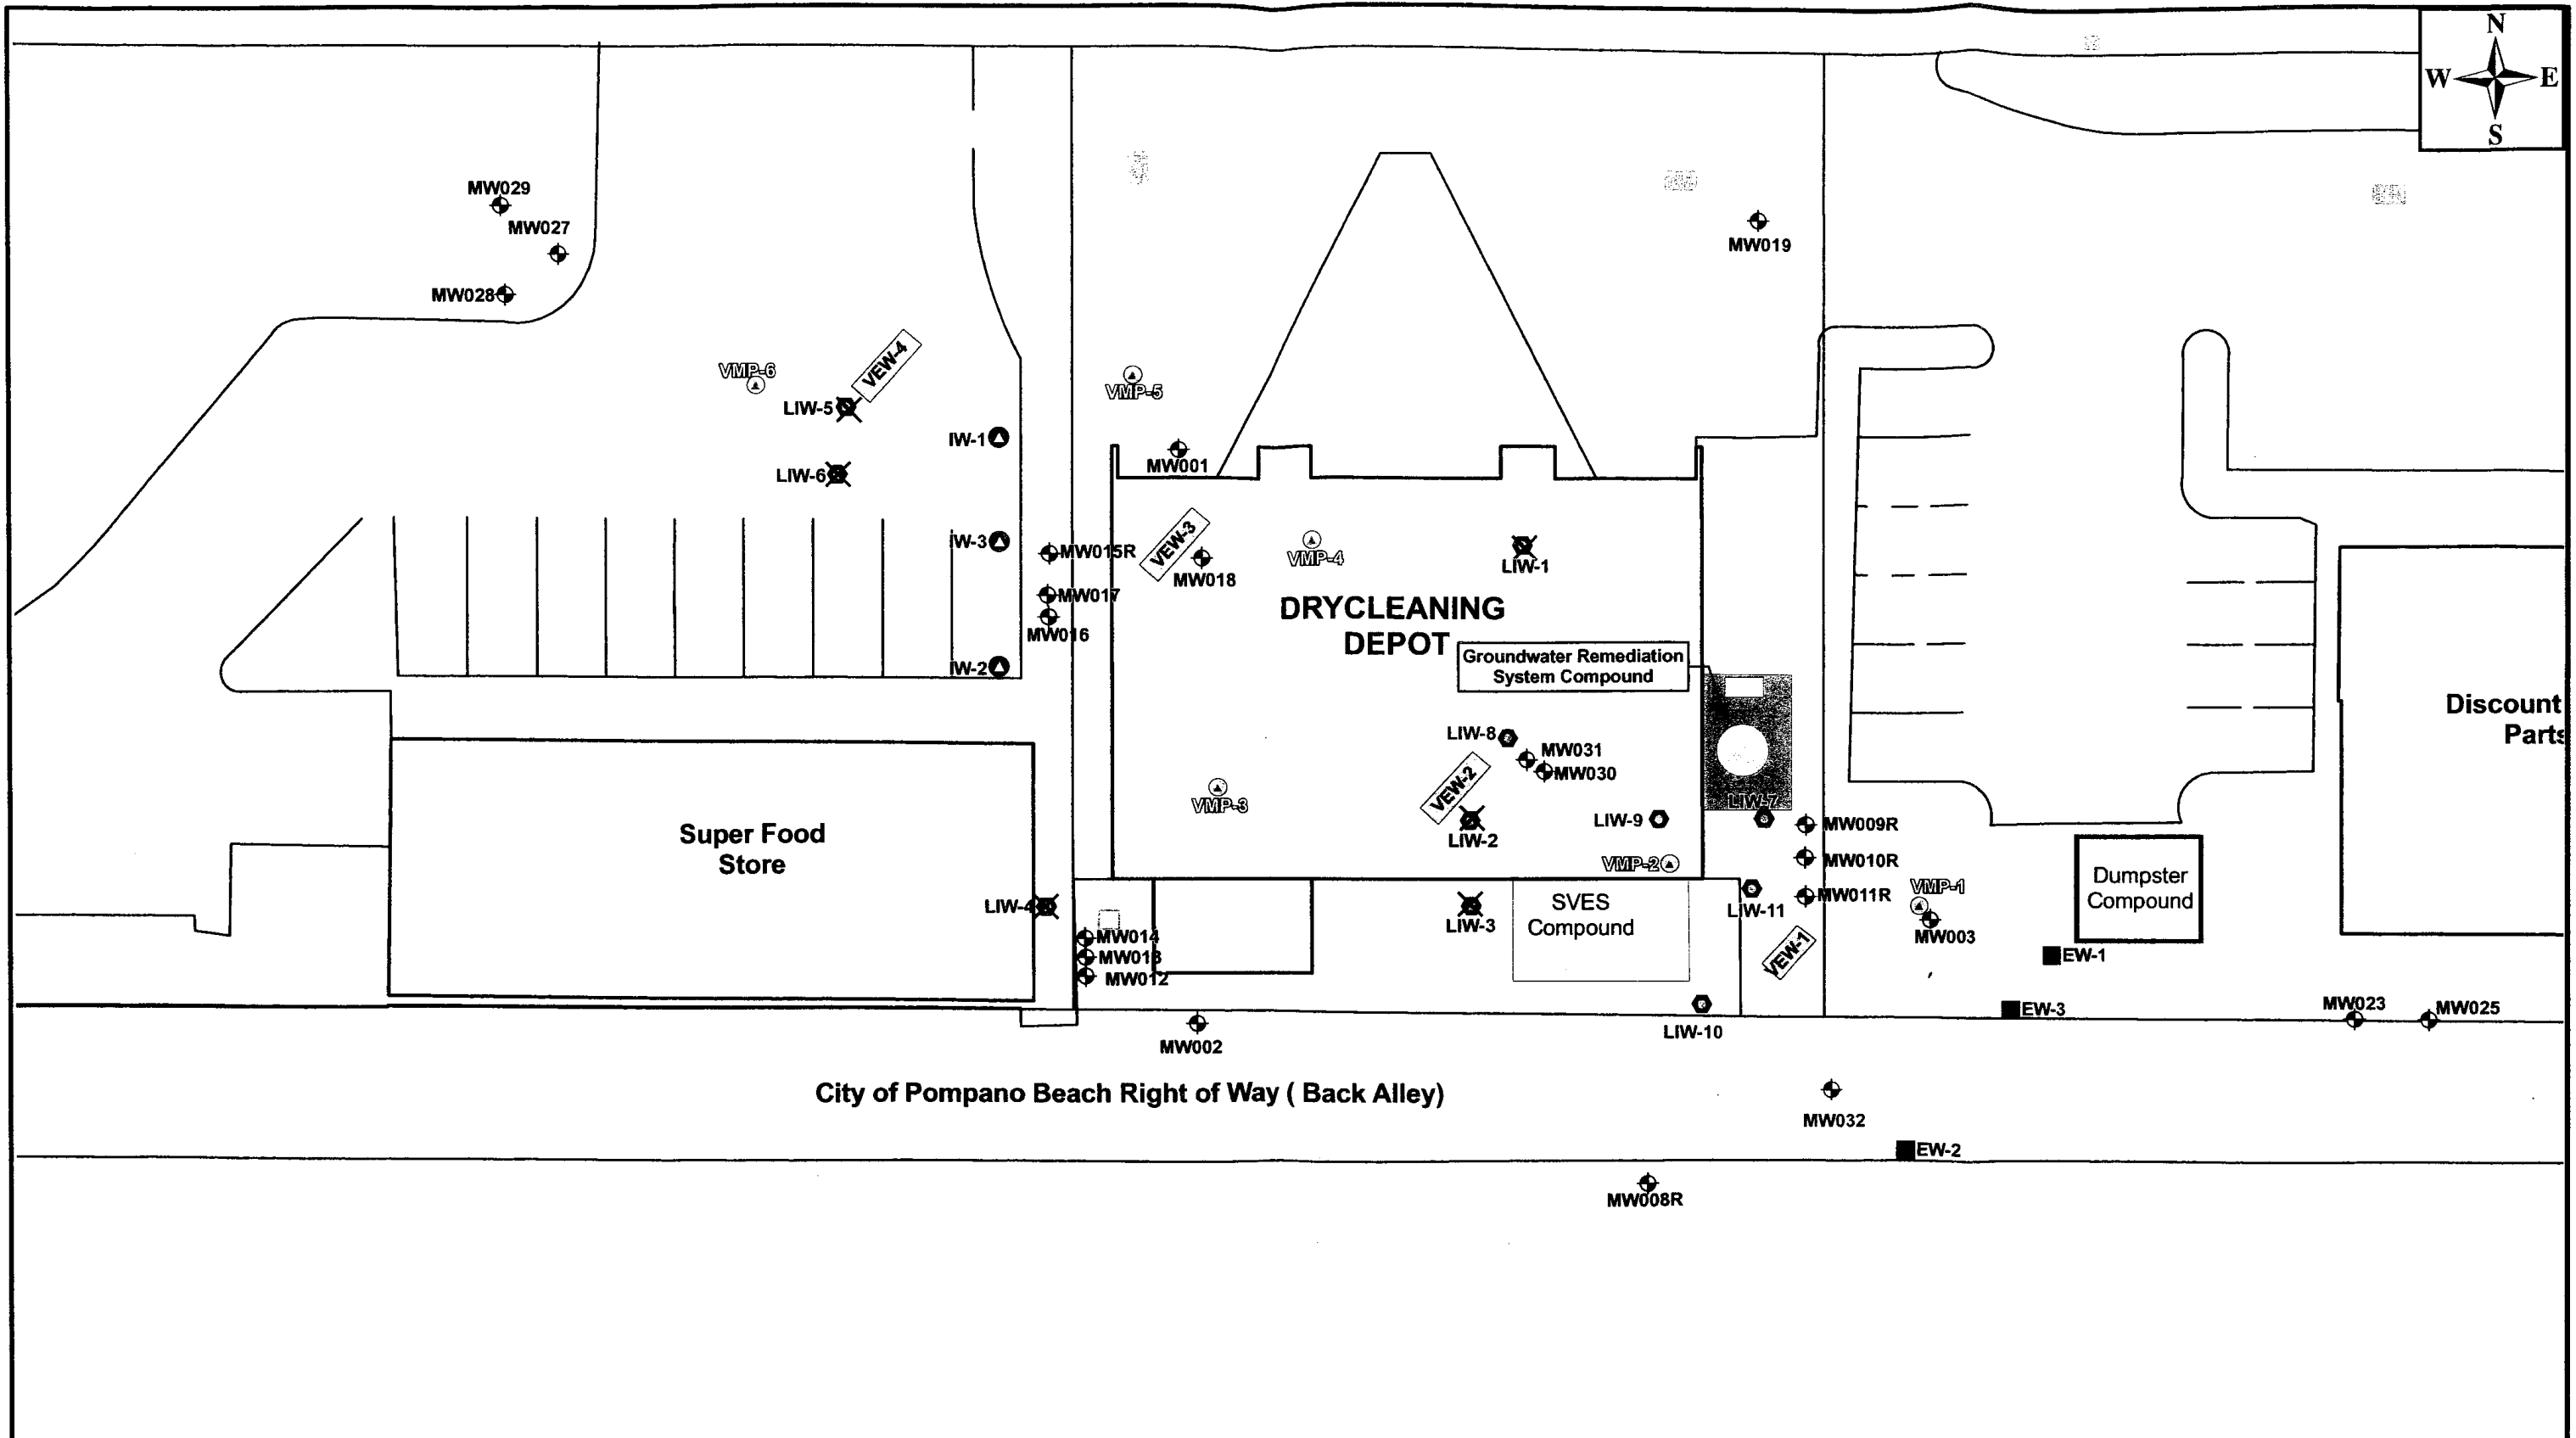 N
W E
S
MW029
MW027
MW028
MW019
VEW-4
VMP-6
VMP-5
LIW-5
IW-1
MW001
LIW-6
VEW-3
IW-3
MW015R
VMP-4
MW018
LIW-1
MW017
DRYCLEANING
DEPOT
MW016
Groundwater Remediation
System Compound
IW-2
Discount
Parts
LIW-8
MW031
MW030
VEW-2
VMP-3
LIW-7
LIW-9
MW009R
Super Food
Store
LIW-2
VMP-2
MW010R
Dumpster
Compound
VMP-1
MW011R
LIW-4
SVES
Compound
LIW-11
LIW-3
MW003
MW014
MW013
VEW-1
EW-1
MW012
MW023
MW025
EW-3
LIW-10
MW002
City of Pompano Beach Right of Way ( Back Alley)
MW032
EW-2
MW008R